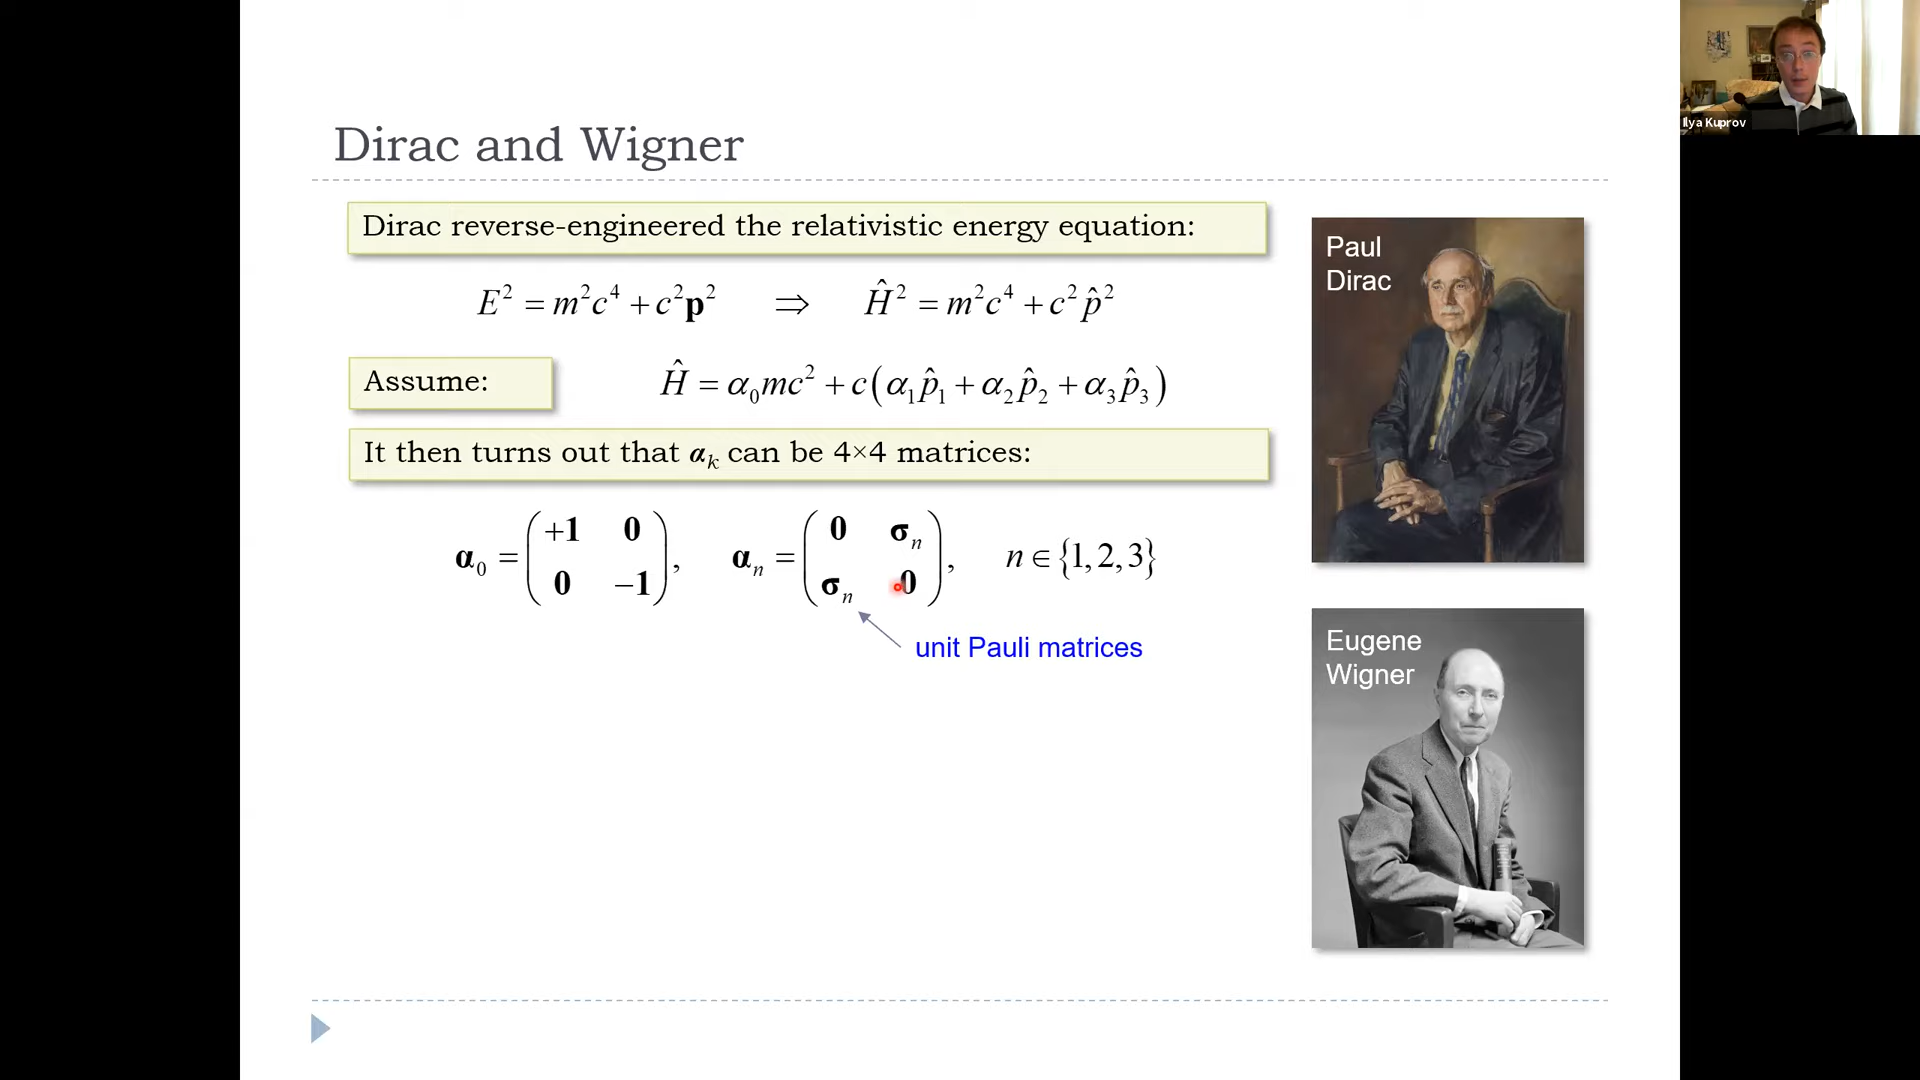 Ilya Kuprov
Dirac and Wigner
Dirac reverse-engineered the relativistic energy equation:
E² = m²c⁴ + c²𝐩² ⇒ Ĥ² = m²c⁴ + c²p̂²
Assume: Ĥ = α₀mc² + c(α₁p̂₁ + α₂p̂₂ + α₃p̂₃)
It then turns out that αₖ can be 4×4 matrices:
α₀ = (+1 0; 0 −1), αₙ = (0 σₙ; σₙ 0), n ∈ {1, 2, 3}
unit Pauli matrices
Paul
Dirac
Eugene
Wigner